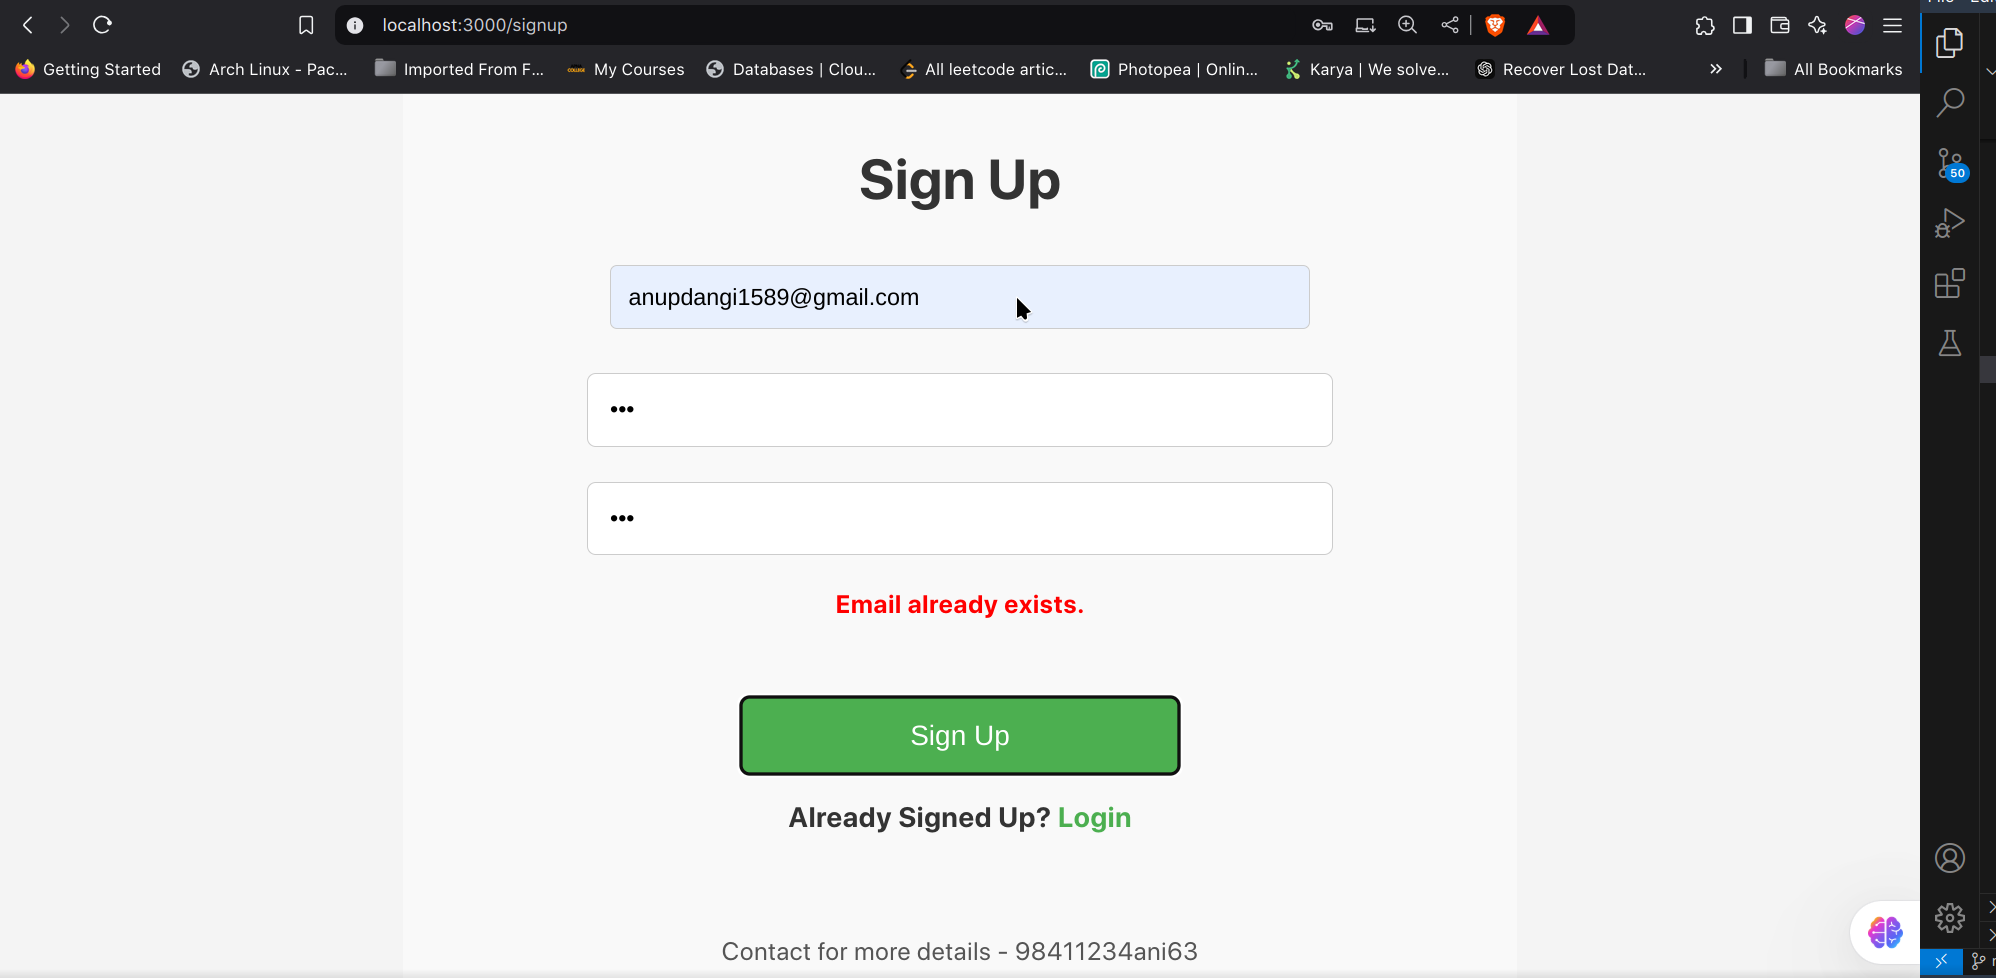 localhost:3000/signup
Getting Started
Arch Linux - Pac...
Imported From F...
My Courses
Databases | Clou...
All leetcode artic...
Photopea | Onlin...
Karya | We solve...
Recover Lost Dat...
All Bookmarks
Sign Up
anupdangi1589@gmail.com
•••
•••
Email already exists.
Sign Up
Already Signed Up? Login
Contact for more details - 98411234ani63
50